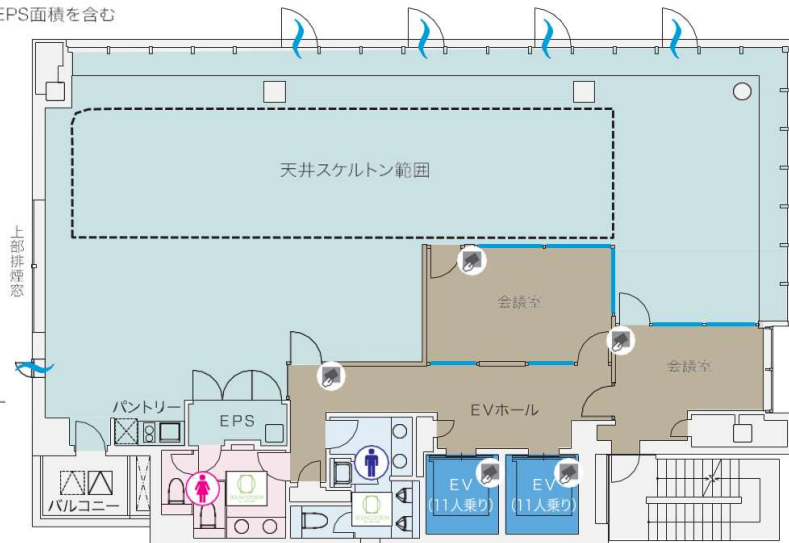 EPS面積を含む
天井スケルトン範囲
上部排煙窓
会議室
会議室
パントリー
EPS
EVホール
EV
(11人乗り)
EV
(11人乗り)
バルコニー